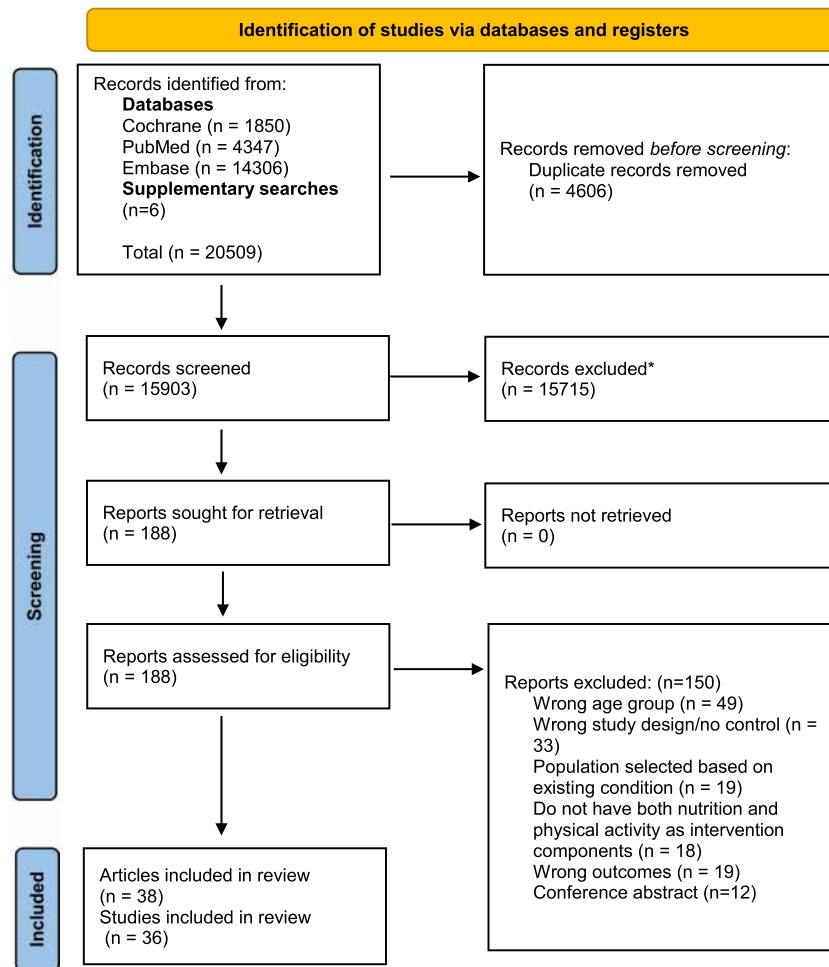 Identification of studies via databases and registers
Identification
Records identified from:
Databases
Cochrane (n = 1850)
PubMed (n = 4347)
Embase (n = 14306)
Supplementary searches
(n=6)
Total (n = 20509)
Records removed before screening:
Duplicate records removed
(n = 4606)
Screening
Records screened
(n = 15903)
Records excluded*
(n = 15715)
Reports sought for retrieval
(n = 188)
Reports not retrieved
(n = 0)
Reports assessed for eligibility
(n = 188)
Reports excluded: (n=150)
Wrong age group (n = 49)
Wrong study design/no control (n =
33)
Population selected based on
existing condition (n = 19)
Do not have both nutrition and
physical activity as intervention
components (n = 18)
Wrong outcomes (n = 19)
Conference abstract (n=12)
Included
Articles included in review
(n = 38)
Studies included in review
(n = 36)